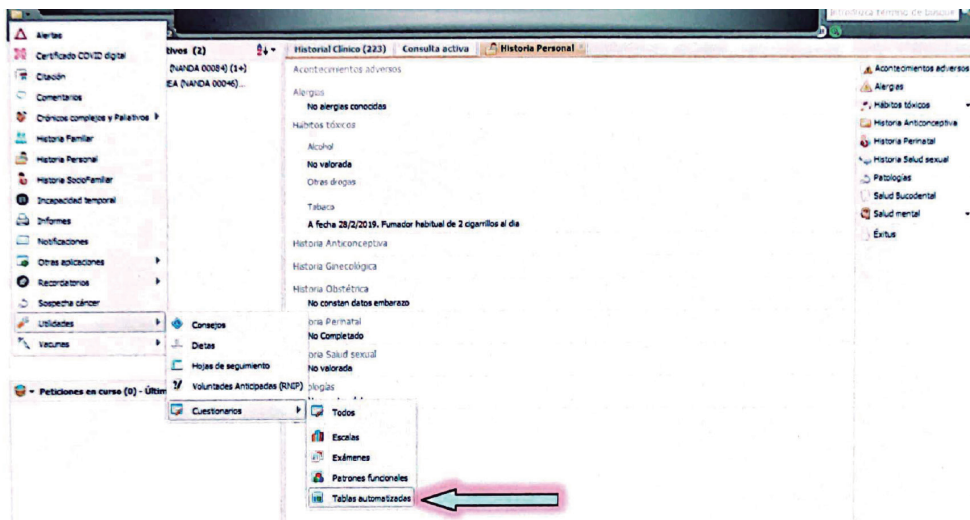 Introduzca término de búsque
Alertas
Certificado COVID digital
Citación
Comentarios
Crónicos complejos y Paliativos
Historia Familiar
Historia Personal
Historia SocioFamiliar
Incapacidad temporal
Informes
Notificaciones
Otras aplicaciones
Recordatorios
Sospecha cáncer
Utilidades
Vacunes
tivos (2)
(NANDA 00084) (1+)
EA (NANDA 00046)...
Peticiones en curso (0) - Últim
Consejos
Dietas
Hojas de seguimiento
Voluntades Anticipadas (RNIP)
Cuestionarios
Todos
Escalas
Exámenes
Patrones funcionales
Tablas automatizadas
Historial Clínico (223)
Consulta activa
Historia Personal
Acontecimientos adversos
Alergias
No alergias conocidas
Hábitos tóxicos
Alcohol
No valorada
Otras drogas
Tabaco
A fecha 28/2/2019. Fumador habitual de 2 cigarrillos al día
Historia Anticonceptiva
Historia Ginecológica
Historia Obstétrica
No constan datos embarazo
oria Perinatal
No Completado
oria Salud sexual
No valorada
ologías
Acontecimientos adversos
Alergias
Hábitos tóxicos
Historia Anticonceptiva
Historia Perinatal
Historia Salud sexual
Patologías
Salud Bucodental
Salud mental
Éxitus